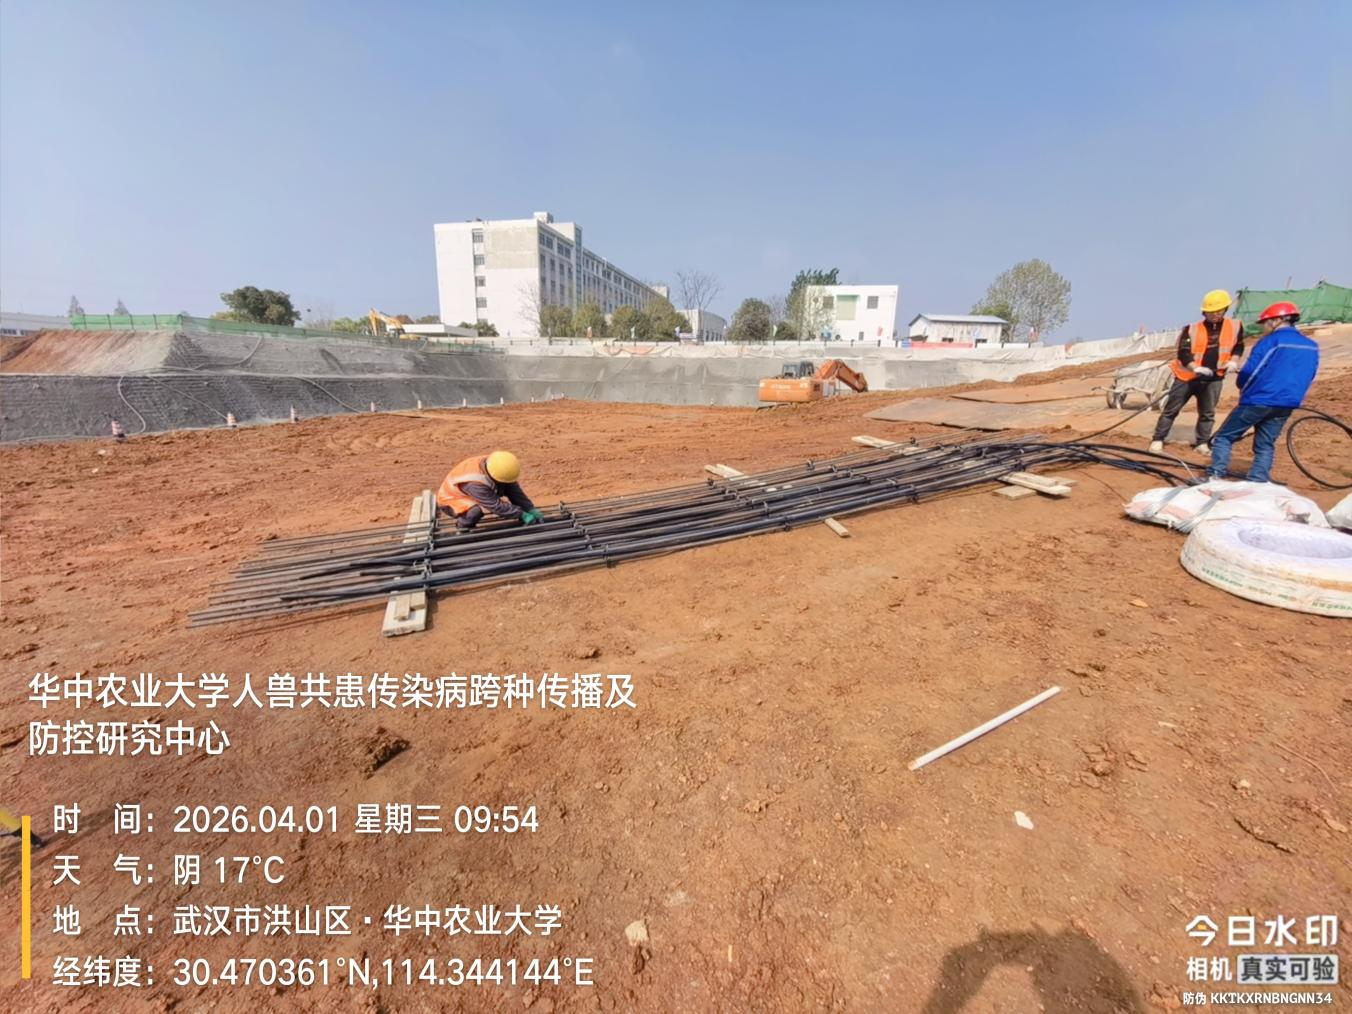 华中农业大学人兽共患传染病跨种传播及
防控研究中心
时 间：2026.04.01 星期三 09:54
天 气：阴 17°C
地 点：武汉市洪山区·华中农业大学
经纬度：30.470361°N,114.344144°E
今日水印
相机 真实可验
防伪 KKTKXRNBNGNN34